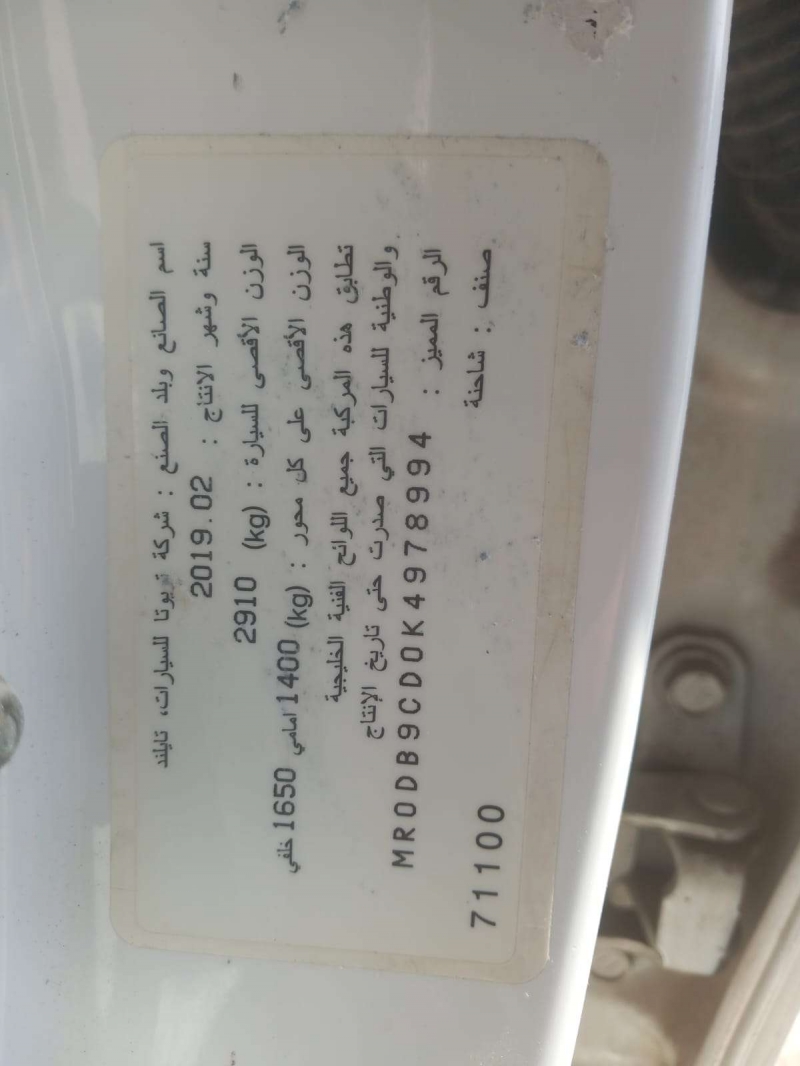 اسم الصانع وبلد الصنع : شركة تويوتا للسيارات، تايلند
سنة وشهر الانتاج : 2019.02
الوزن الأقصى للسيارة : (kg) 2910
الوزن الأقصى على كل محور : (kg) 1400 امامي 1650 خلفي
تطابق هذه المركبة جميع اللوائح الفنية الخليجية
والوطنية للسيارات التي صدرت حتى تاريخ الإنتاج
الرقم المميز : MR0DB9CD0K4978994
صنف : شاحنة
71100